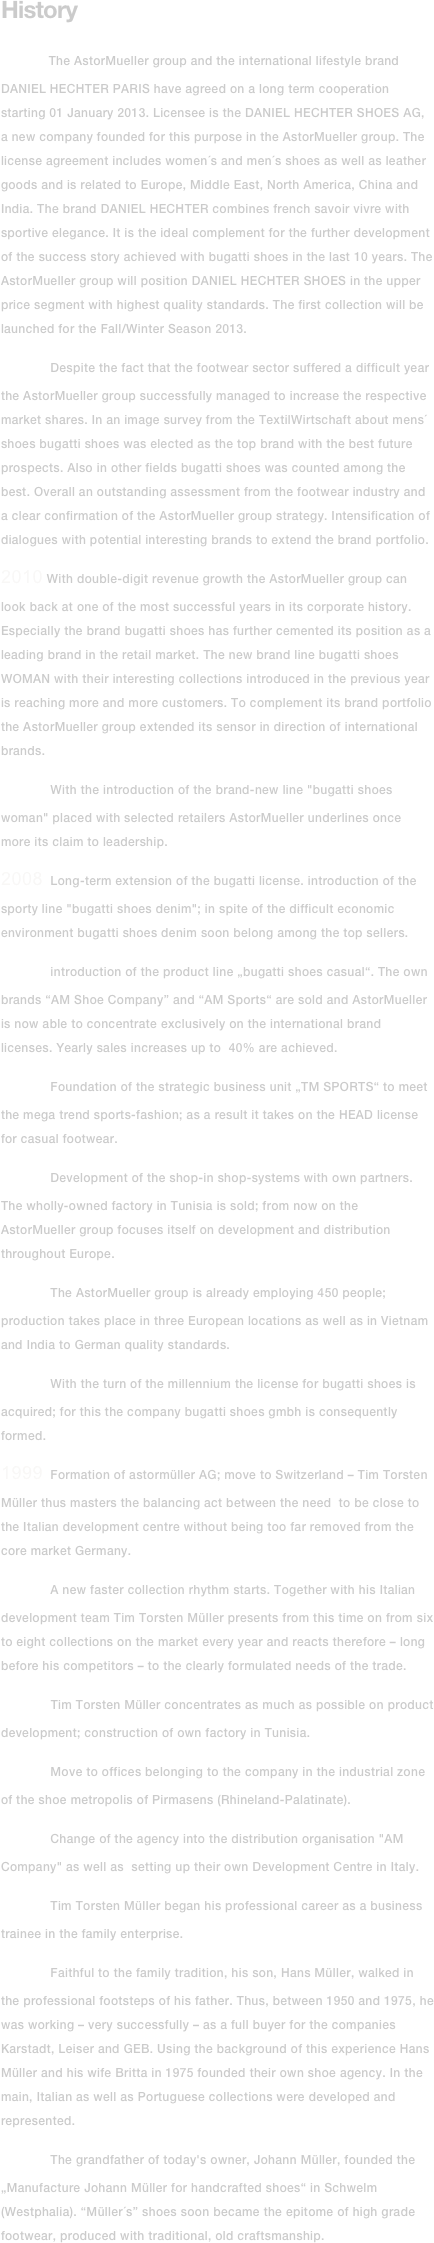 History
The AstorMueller group and the international lifestyle brand
DANIEL HECHTER PARIS have agreed on a long term cooperation
starting 01 January 2013. Licensee is the DANIEL HECHTER SHOES AG,
a new company founded for this purpose in the AstorMueller group. The
license agreement includes women´s and men´s shoes as well as leather
goods and is related to Europe, Middle East, North America, China and
India. The brand DANIEL HECHTER combines french savoir vivre with
sportive elegance. It is the ideal complement for the further development
of the success story achieved with bugatti shoes in the last 10 years. The
AstorMueller group will position DANIEL HECHTER SHOES in the upper
price segment with highest quality standards. The first collection will be
launched for the Fall/Winter Season 2013.
Despite the fact that the footwear sector suffered a difficult year
the AstorMueller group successfully managed to increase the respective
market shares. In an image survey from the TextilWirtschaft about mens´
shoes bugatti shoes was elected as the top brand with the best future
prospects. Also in other fields bugatti shoes was counted among the
best. Overall an outstanding assessment from the footwear industry and
a clear confirmation of the AstorMueller group strategy. Intensification of
dialogues with potential interesting brands to extend the brand portfolio.
2010 With double-digit revenue growth the AstorMueller group can
look back at one of the most successful years in its corporate history.
Especially the brand bugatti shoes has further cemented its position as a
leading brand in the retail market. The new brand line bugatti shoes
WOMAN with their interesting collections introduced in the previous year
is reaching more and more customers. To complement its brand portfolio
the AstorMueller group extended its sensor in direction of international
brands.
With the introduction of the brand-new line "bugatti shoes
woman" placed with selected retailers AstorMueller underlines once
more its claim to leadership.
2008 Long-term extension of the bugatti license. introduction of the
sporty line "bugatti shoes denim"; in spite of the difficult economic
environment bugatti shoes denim soon belong among the top sellers.
introduction of the product line „bugatti shoes casual“. The own
brands “AM Shoe Company” and “AM Sports“ are sold and AstorMueller
is now able to concentrate exclusively on the international brand
licenses. Yearly sales increases up to 40% are achieved.
Foundation of the strategic business unit „TM SPORTS“ to meet
the mega trend sports-fashion; as a result it takes on the HEAD license
for casual footwear.
Development of the shop-in shop-systems with own partners.
The wholly-owned factory in Tunisia is sold; from now on the
AstorMueller group focuses itself on development and distribution
throughout Europe.
The AstorMueller group is already employing 450 people;
production takes place in three European locations as well as in Vietnam
and India to German quality standards.
With the turn of the millennium the license for bugatti shoes is
acquired; for this the company bugatti shoes gmbh is consequently
formed.
1999 Formation of astormüller AG; move to Switzerland – Tim Torsten
Müller thus masters the balancing act between the need to be close to
the Italian development centre without being too far removed from the
core market Germany.
A new faster collection rhythm starts. Together with his Italian
development team Tim Torsten Müller presents from this time on from six
to eight collections on the market every year and reacts therefore – long
before his competitors – to the clearly formulated needs of the trade.
Tim Torsten Müller concentrates as much as possible on product
development; construction of own factory in Tunisia.
Move to offices belonging to the company in the industrial zone
of the shoe metropolis of Pirmasens (Rhineland-Palatinate).
Change of the agency into the distribution organisation "AM
Company" as well as setting up their own Development Centre in Italy.
Tim Torsten Müller began his professional career as a business
trainee in the family enterprise.
Faithful to the family tradition, his son, Hans Müller, walked in
the professional footsteps of his father. Thus, between 1950 and 1975, he
was working – very successfully – as a full buyer for the companies
Karstadt, Leiser and GEB. Using the background of this experience Hans
Müller and his wife Britta in 1975 founded their own shoe agency. In the
main, Italian as well as Portuguese collections were developed and
represented.
The grandfather of today's owner, Johann Müller, founded the
„Manufacture Johann Müller for handcrafted shoes“ in Schwelm
(Westphalia). “Müller´s” shoes soon became the epitome of high grade
footwear, produced with traditional, old craftsmanship.